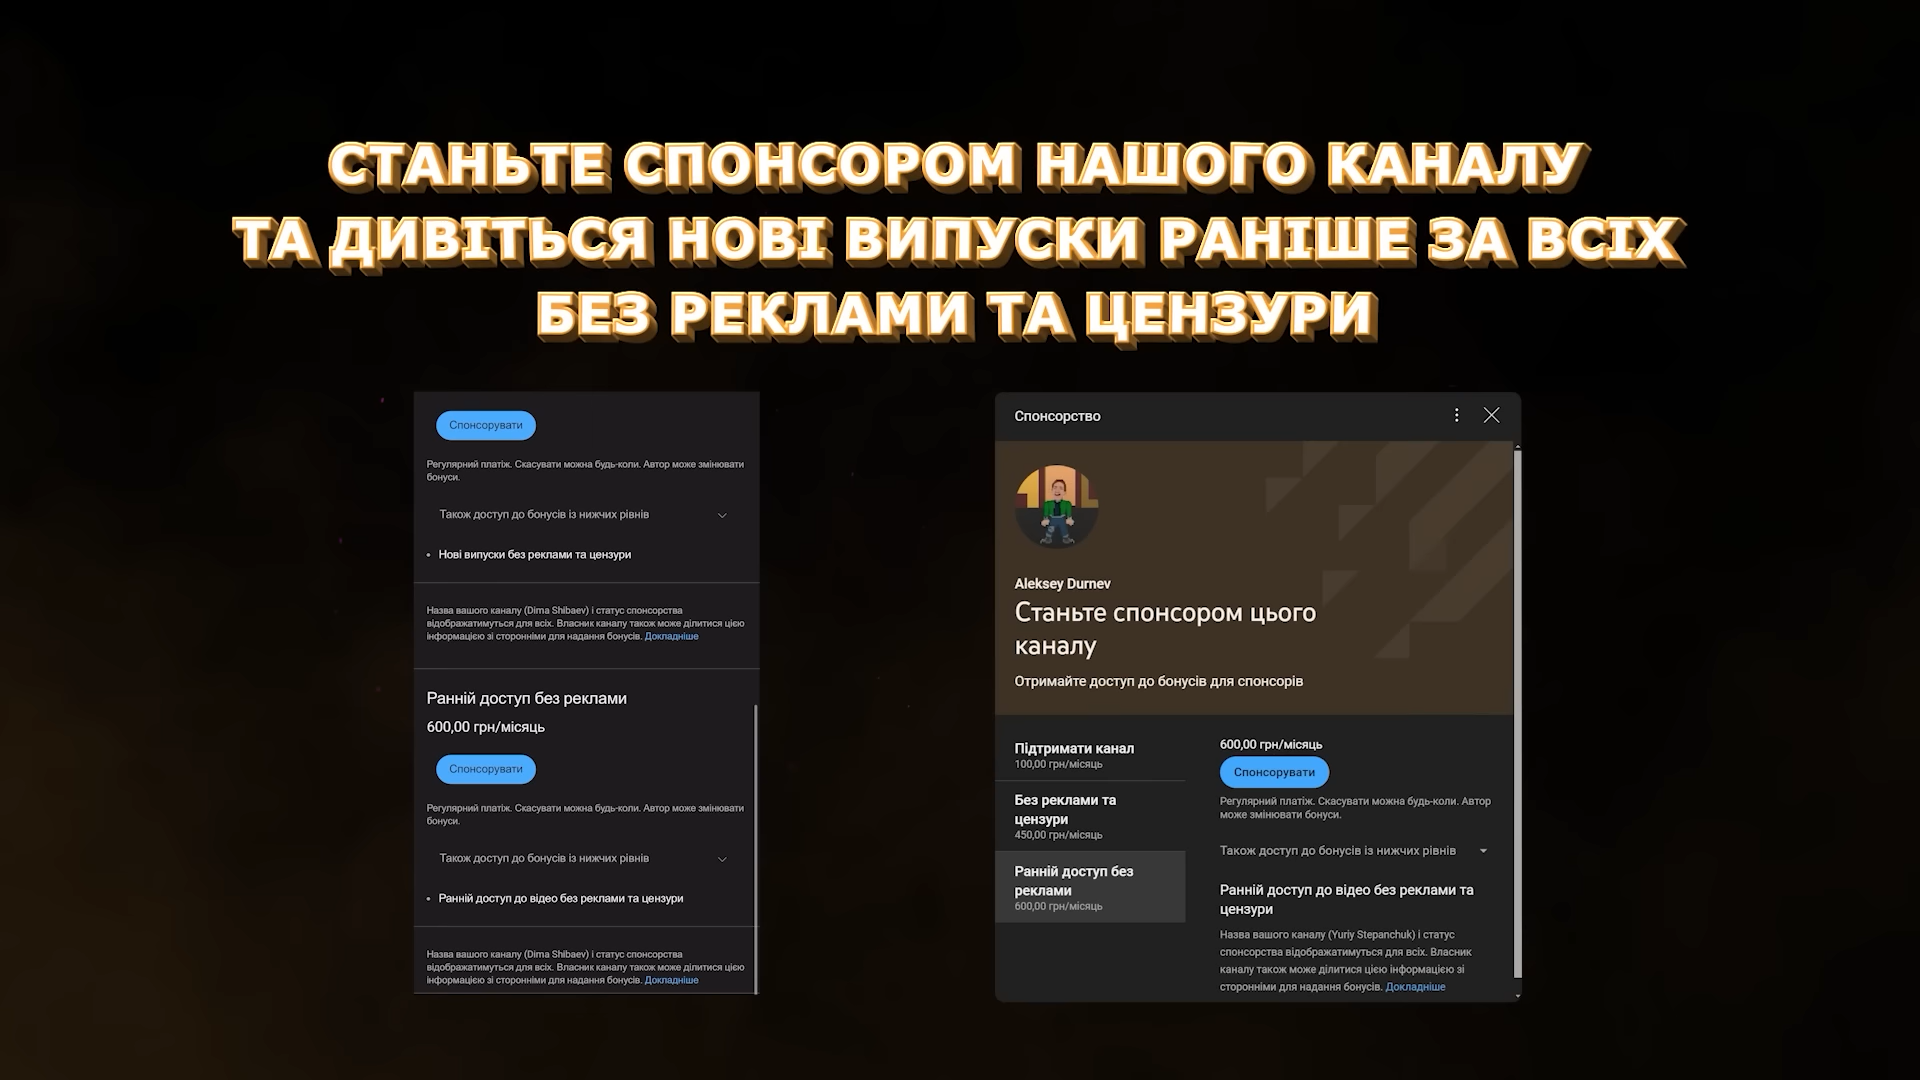 СТАНЬТЕ СПОНСОРОМ НАШОГО КАНАЛУ
ТА ДИВІТЬСЯ НОВІ ВИПУСКИ РАНІШЕ ЗА ВСІХ
БЕЗ РЕКЛАМИ ТА ЦЕНЗУРИ
Спонсорувати
Регулярний платіж. Скасувати можна будь-коли. Автор може змінювати
бонуси.
Також доступ до бонусів із нижчих рівнів
• Нові випуски без реклами та цензури
Назва вашого каналу (Dima Shibaev) і статус спонсорства
відображатимуться для всіх. Власник каналу також може ділитися цією
інформацією зі сторонніми для надання бонусів. Докладніше
Ранній доступ без реклами
600,00 грн/місяць
Спонсорувати
Регулярний платіж. Скасувати можна будь-коли. Автор може змінювати
бонуси.
Також доступ до бонусів із нижчих рівнів
• Ранній доступ до відео без реклами та цензури
Назва вашого каналу (Dima Shibaev) і статус спонсорства
відображатимуться для всіх. Власник каналу також може ділитися цією
інформацією зі сторонніми для надання бонусів. Докладніше
Спонсорство
Aleksey Durnev
Станьте спонсором цього
каналу
Отримайте доступ до бонусів для спонсорів
Підтримати канал
100,00 грн/місяць
Без реклами та
цензури
450,00 грн/місяць
Ранній доступ без
реклами
600,00 грн/місяць
600,00 грн/місяць
Спонсорувати
Регулярний платіж. Скасувати можна будь-коли. Автор
може змінювати бонуси.
Також доступ до бонусів із нижчих рівнів
Ранній доступ до відео без реклами та
цензури
Назва вашого каналу (Yuriy Stepanchuk) і статус
спонсорства відображатимуться для всіх. Власник
каналу також може ділитися цією інформацією зі
сторонніми для надання бонусів. Докладніше